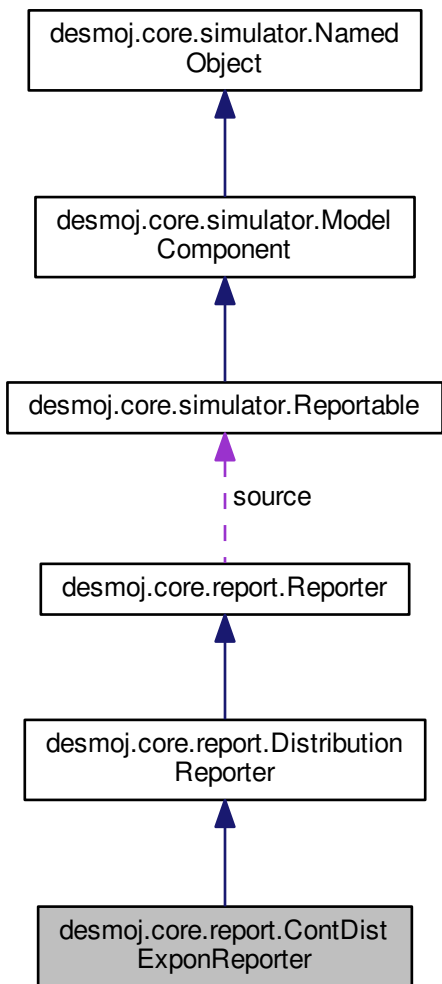 desmoj.core.simulator.Named
Object
desmoj.core.simulator.Model
Component
desmoj.core.simulator.Reportable
source
desmoj.core.report.Reporter
desmoj.core.report.Distribution
Reporter
desmoj.core.report.ContDist
ExponReporter